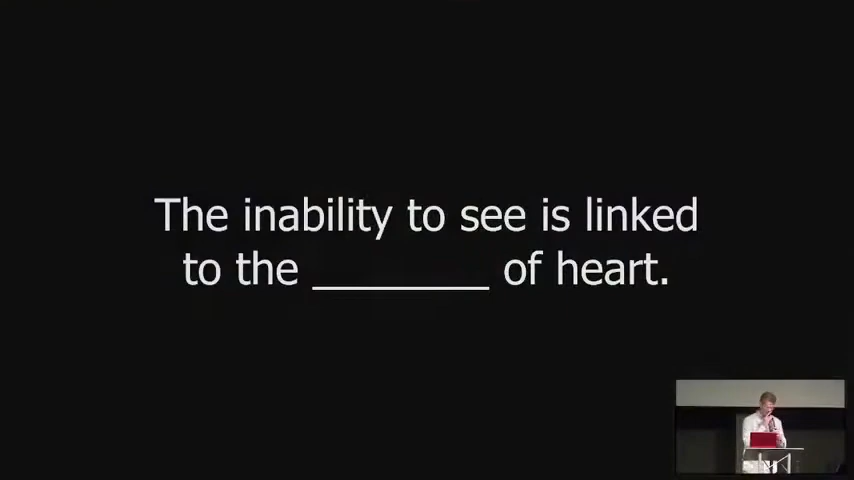 The inability to see is linked
to the ________ of heart.